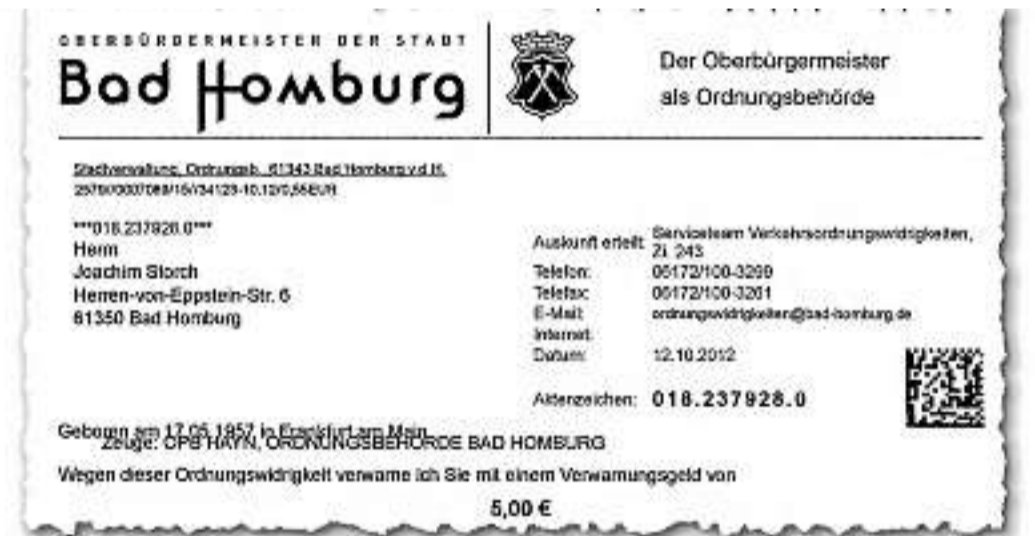 OBERBÜRGERMEISTER DER STADT
Bad Homburg
Der Oberbürgermeister
als Ordnungsbehörde
Stadtverwaltung, Ordnungsb., 61343 Bad Homburg v.d.H.
***018.237928.0***
Herrn
Joachim Storch
Herren-von-Eppstein-Str. 6
61350 Bad Homburg
Auskunft erteilt: Serviceteam Verkehrsordnungswidrigkeiten,
Zi. 243
Telefon: 06172/100-3299
Telefax: 06172/100-3261
E-Mail: ordnungswidrigkeiten@bad-homburg.de
Internet:
Datum: 12.10.2012
Aktenzeichen: 018.237928.0
Geboren am 17.05.1957 in Frankfurt am Main
Zeuge: OPB HAYN, ORDNUNGSBEHÖRDE BAD HOMBURG
Wegen dieser Ordnungswidrigkeit verwarne ich Sie mit einem Verwarnungsgeld von
5,00 €